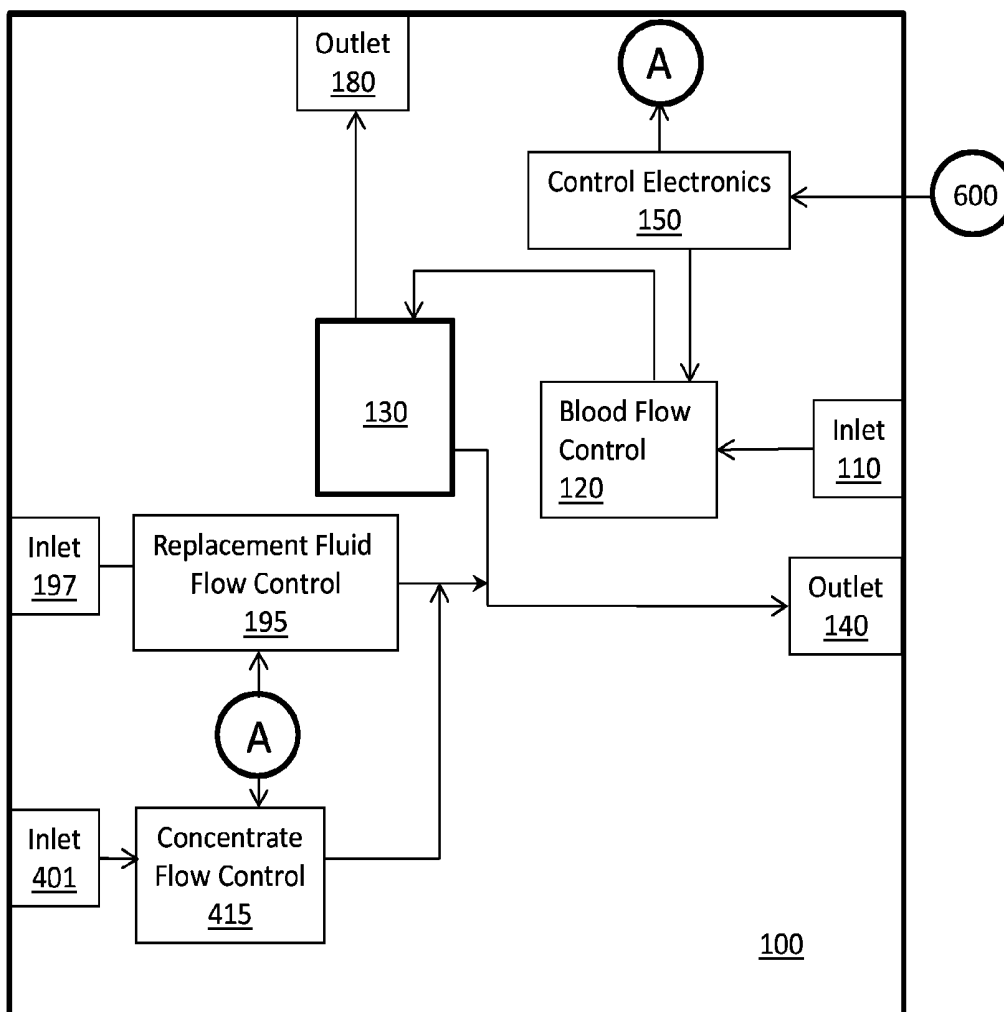 Outlet
180
A
Control Electronics
150
600
130
Blood Flow
Control
120
Inlet
110
Inlet
197
Replacement Fluid
Flow Control
195
Outlet
140
A
Inlet
401
Concentrate
Flow Control
415
100